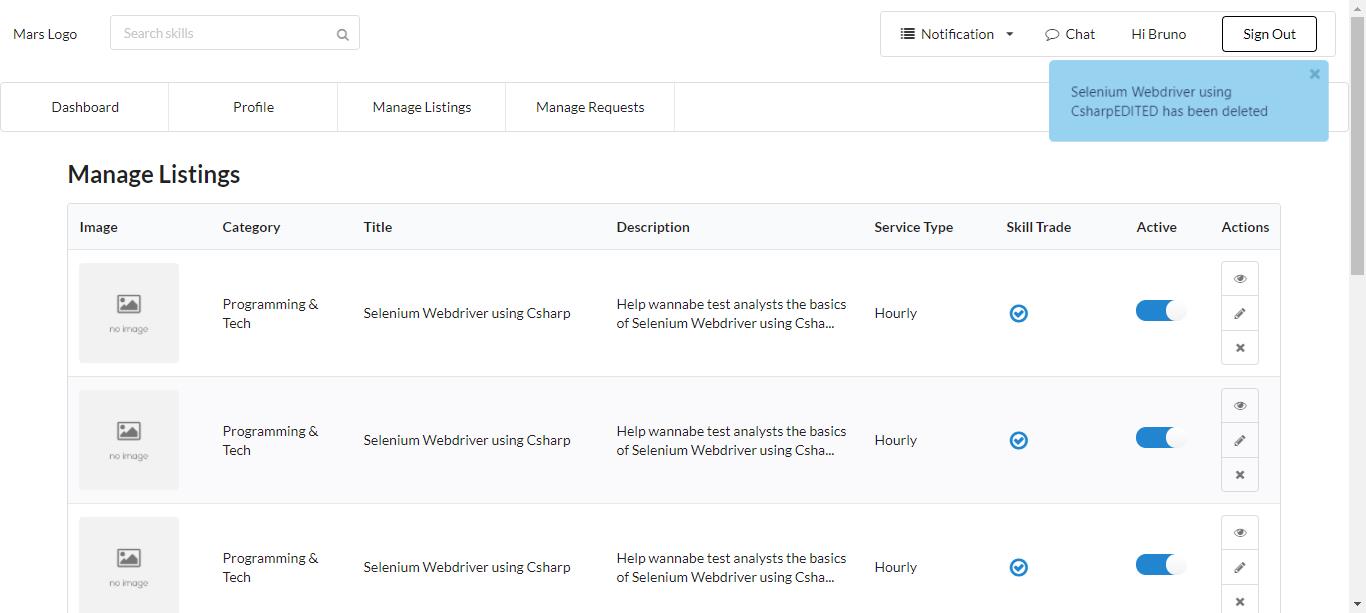 Mars Logo
Search skills
Notification
Chat
Hi Bruno
Sign Out
Selenium Webdriver using
CsharpEDITED has been deleted
Dashboard
Profile
Manage Listings
Manage Requests
Manage Listings
Image
Category
Title
Description
Service Type
Skill Trade
Active
Actions
no image
Programming &
Tech
Selenium Webdriver using Csharp
Help wannabe test analysts the basics
of Selenium Webdriver using Csha...
Hourly
no image
Programming &
Tech
Selenium Webdriver using Csharp
Help wannabe test analysts the basics
of Selenium Webdriver using Csha...
Hourly
no image
Programming &
Tech
Selenium Webdriver using Csharp
Help wannabe test analysts the basics
of Selenium Webdriver using Csha...
Hourly